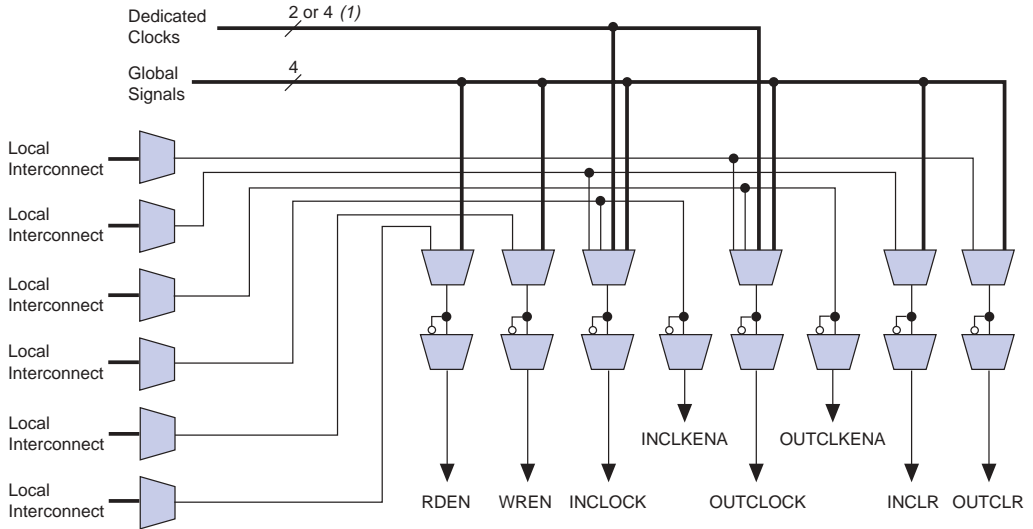 Dedicated
Clocks
2 or 4 (1)
Global
Signals
4
Local
Interconnect
Local
Interconnect
Local
Interconnect
Local
Interconnect
Local
Interconnect
Local
Interconnect
INCLKENA
OUTCLKENA
RDEN
WREN
INCLOCK
OUTCLOCK
INCLR
OUTCLR